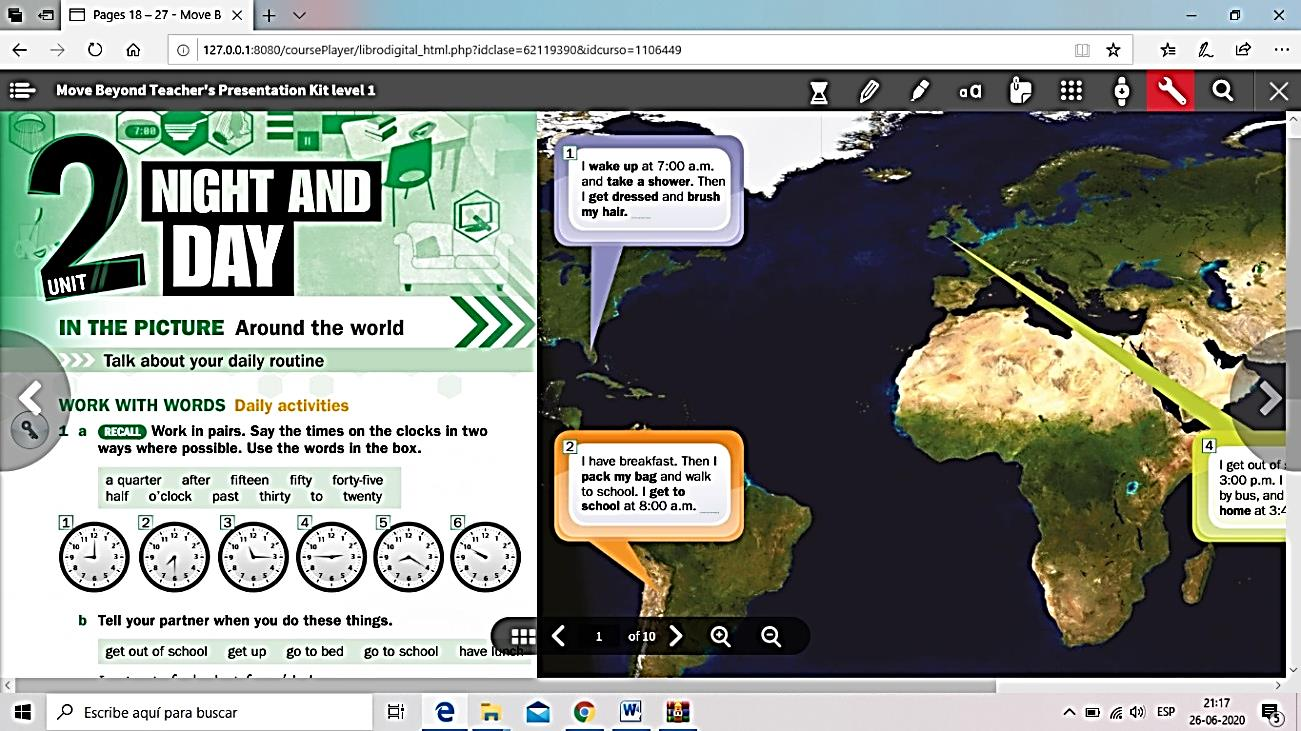 Pages 18 – 27 - Move B
127.0.0.1:8080/coursePlayer/librodigital_html.php?idclase=62119390&idcurso=1106449
Move Beyond Teacher's Presentation Kit level 1
aa
7:00
2
UNIT
NIGHT AND
DAY
IN THE PICTURE Around the world
Talk about your daily routine
WORK WITH WORDS Daily activities
1 a RECALL Work in pairs. Say the times on the clocks in two
ways where possible. Use the words in the box.
a quarter after fifteen fifty forty-five
half o'clock past thirty to twenty
1 2 3 4 5 6
b Tell your partner when you do these things.
get out of school get up go to bed go to school have lunch
1
I wake up at 7:00 a.m.
and take a shower. Then
I get dressed and brush
my hair.
2
I have breakfast. Then I
pack my bag and walk
to school. I get to
school at 8:00 a.m.
4
I get out of
3:00 p.m. I
by bus, and
home at 3:4
1 of 10
Escribe aquí para buscar
ESP
21:17
26-06-2020
5